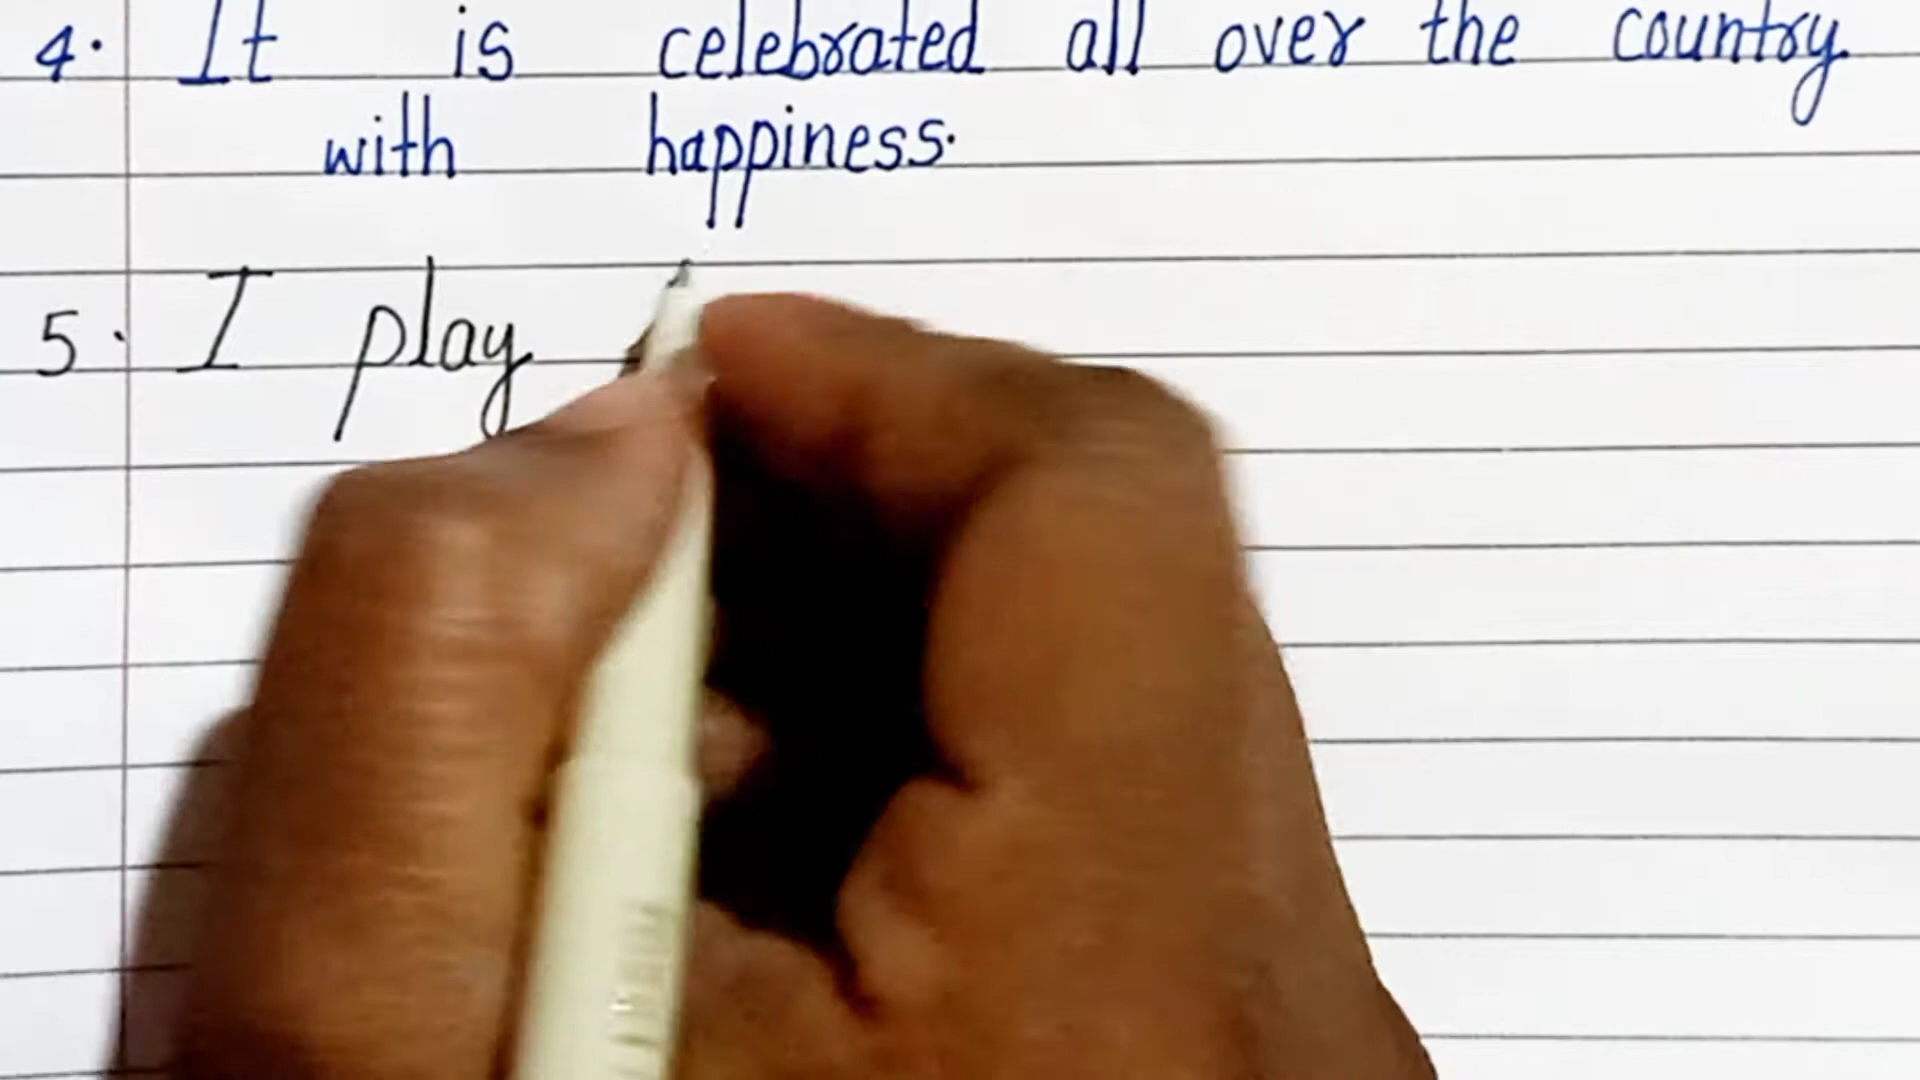 4. It is celebrated all over the country
with happiness.
5. I play